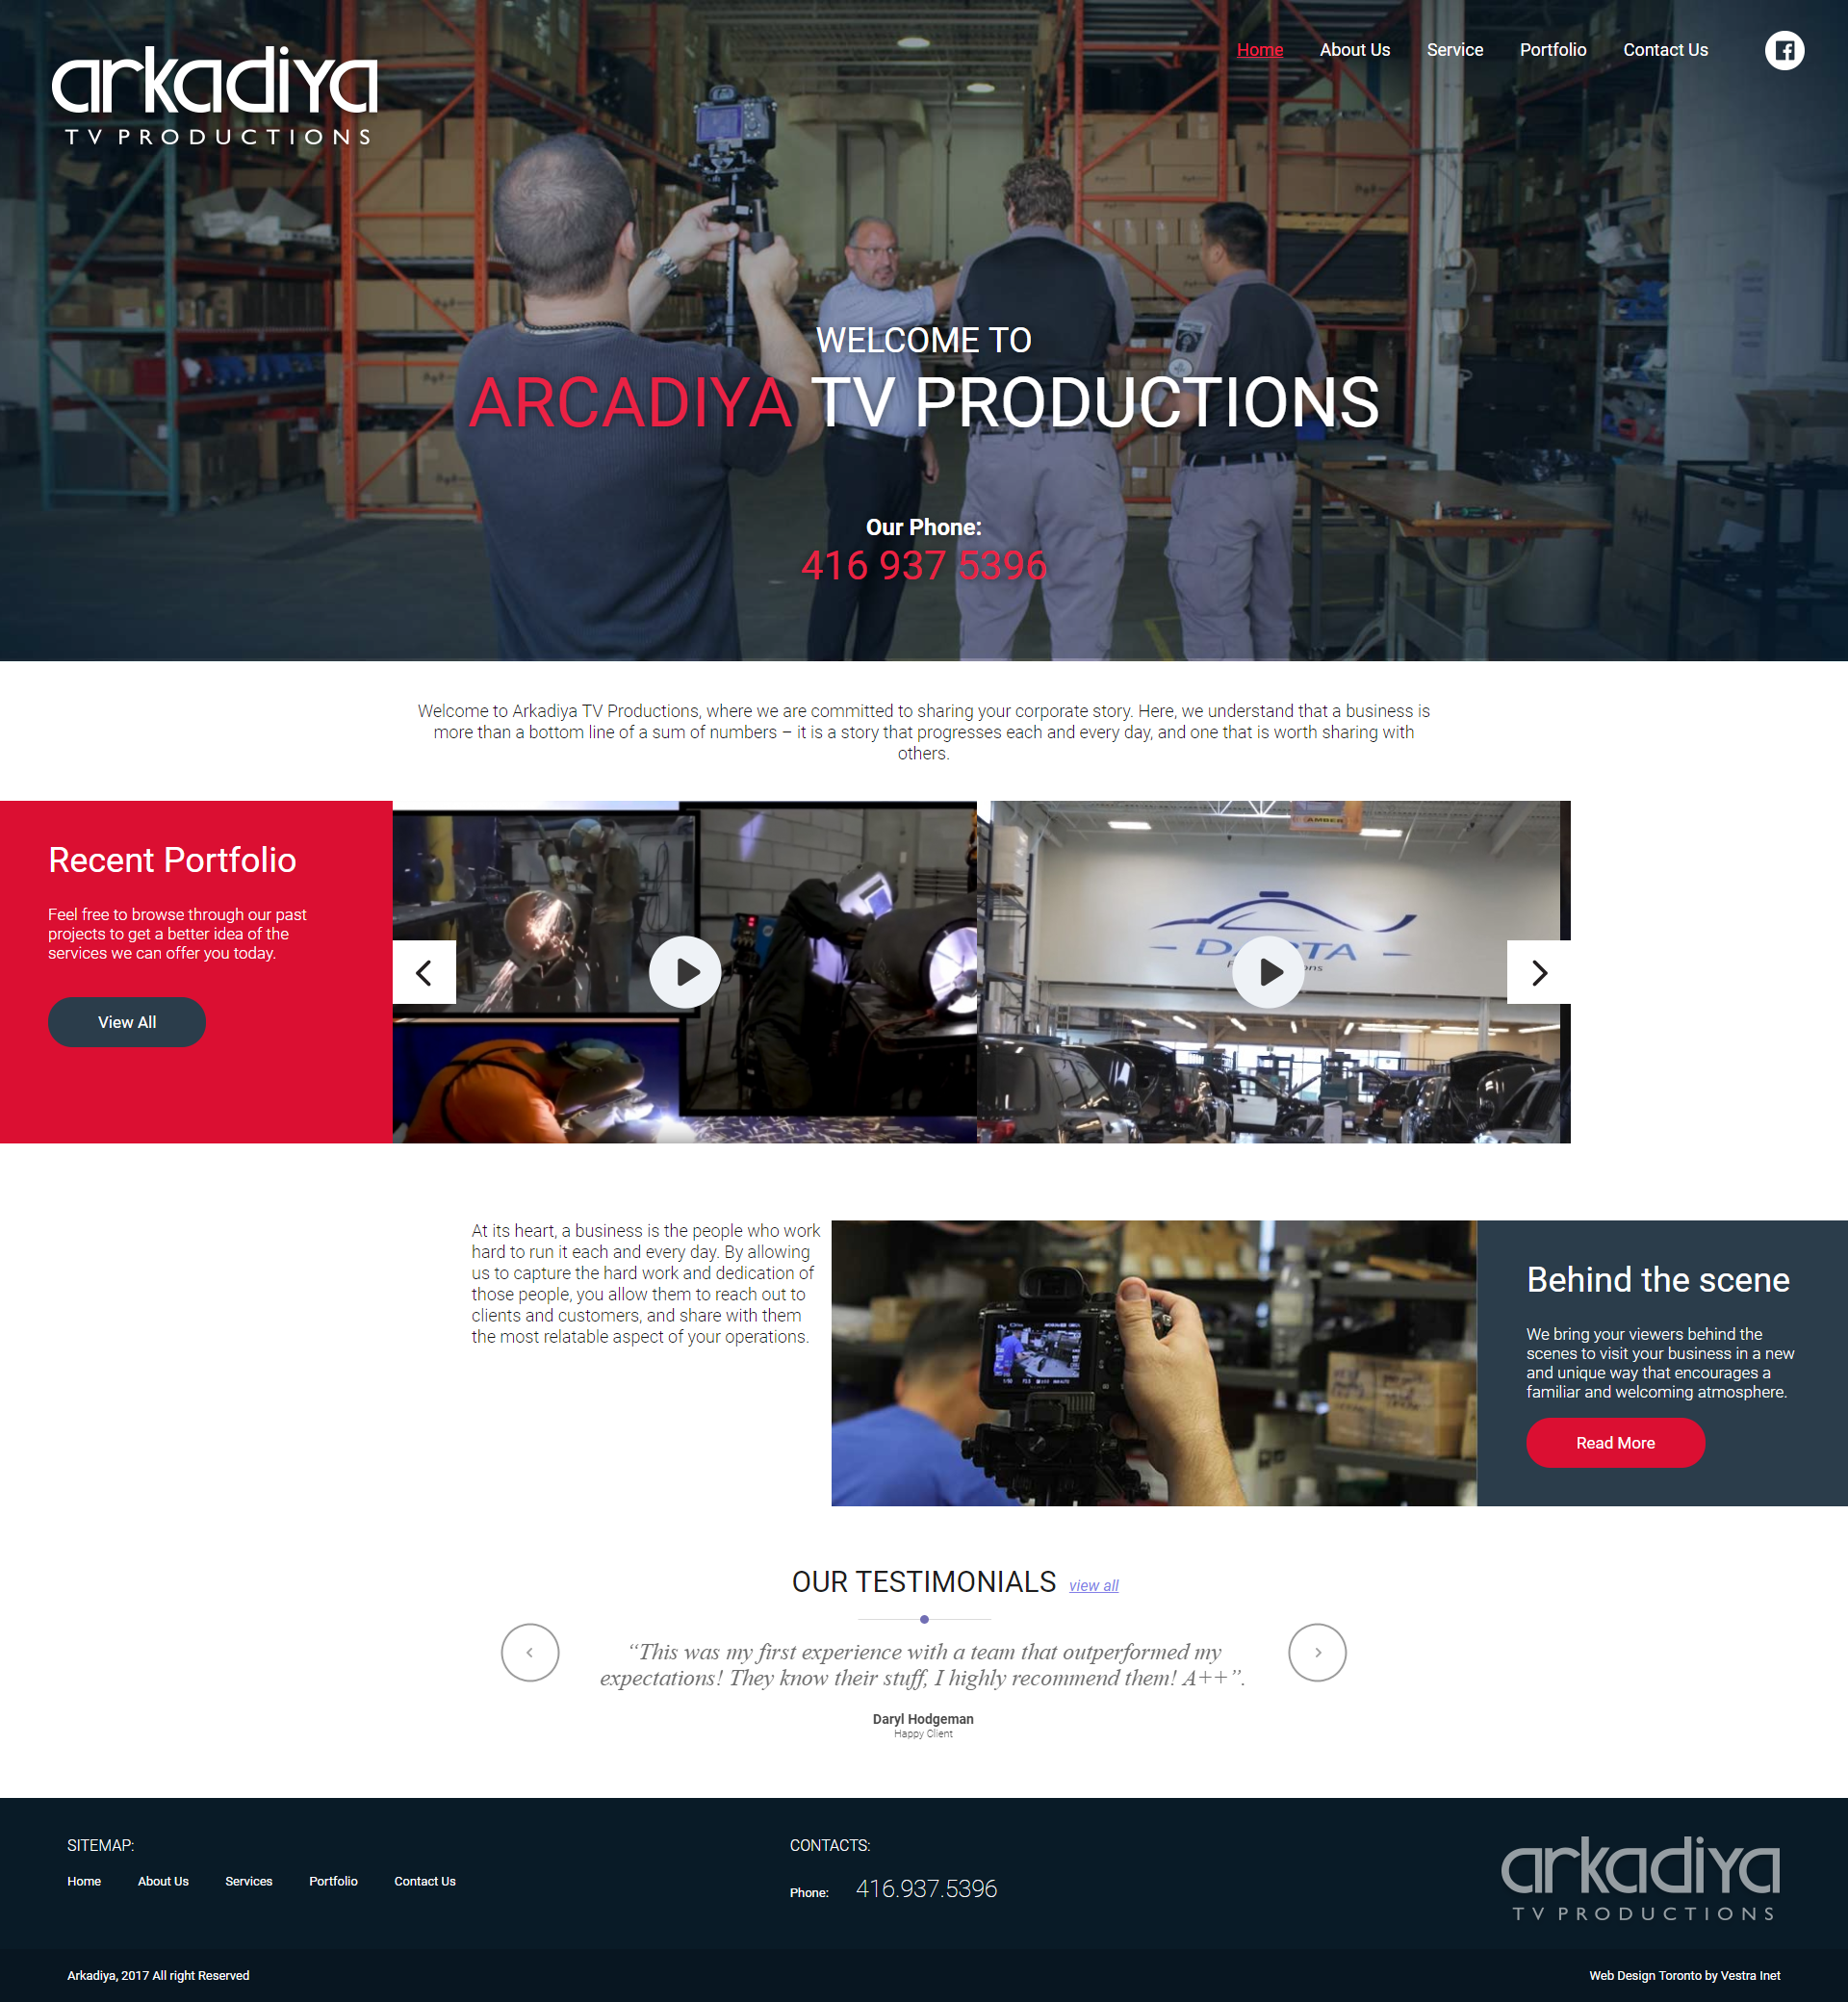 arkadiya
TV PRODUCTIONS
Home About Us Service Portfolio Contact Us
WELCOME TO
ARCADIYA TV PRODUCTIONS
Our Phone:
416 937 5396
Welcome to Arkadiya TV Productions, where we are committed to sharing your corporate story. Here, we understand that a business is
more than a bottom line of a sum of numbers – it is a story that progresses each and every day, and one that is worth sharing with
others.
Recent Portfolio
Feel free to browse through our past
projects to get a better idea of the
services we can offer you today.
View All
AMBER
At its heart, a business is the people who work
hard to run it each and every day. By allowing
us to capture the hard work and dedication of
those people, you allow them to reach out to
clients and customers, and share with them
the most relatable aspect of your operations.
Behind the scene
We bring your viewers behind the
scenes to visit your business in a new
and unique way that encourages a
familiar and welcoming atmosphere.
Read More
OUR TESTIMONIALS view all
“This was my first experience with a team that outperformed my
expectations! They know their stuff, I highly recommend them! A++”.
Daryl Hodgeman
Happy Client
SITEMAP:
Home About Us Services Portfolio Contact Us
CONTACTS:
Phone: 416.937.5396
arkadiya
TV PRODUCTIONS
Arkadiya, 2017 All right Reserved
Web Design Toronto by Vestra Inet